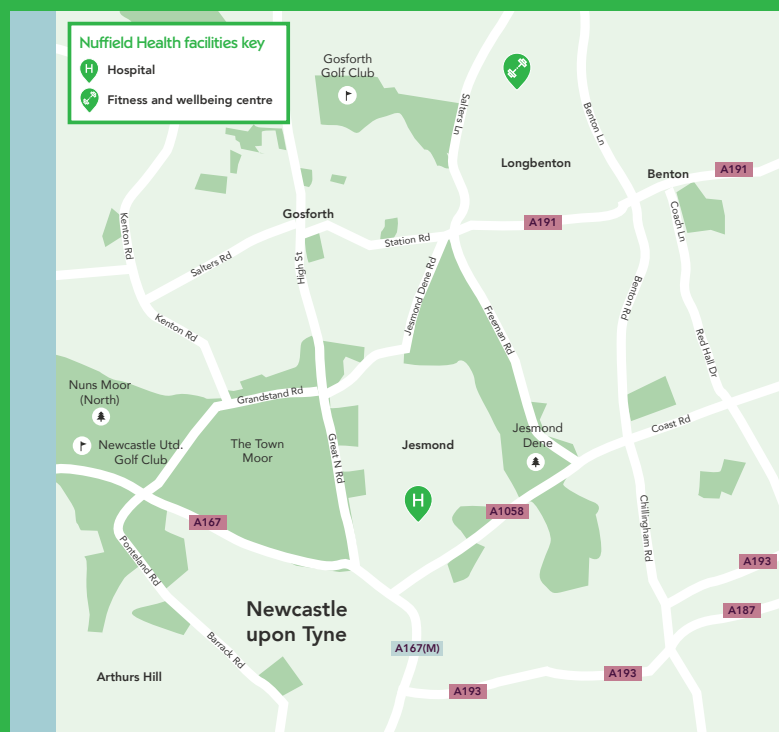 Nuffield Health facilities key
H
Hospital
Fitness and wellbeing centre
Gosforth
Golf Club
Salters Ln
Benton Ln
Longbenton
Benton
A191
Kenton Rd
Gosforth
Coach Ln
A191
Station Rd
Salters Rd
High St
Jesmond Dene Rd
Benton Rd
Freeman Rd
Kenton Rd
Red Hall Dr
Nuns Moor
(North)
Grandstand Rd
Newcastle Utd.
Golf Club
The Town
Moor
Great N Rd
Jesmond
Jesmond
Dene
Coast Rd
H
A167
A1058
Chillingham Rd
Ponteland Rd
A193
Newcastle
upon Tyne
A187
Barrack Rd
A167(M)
Arthurs Hill
A193
A193